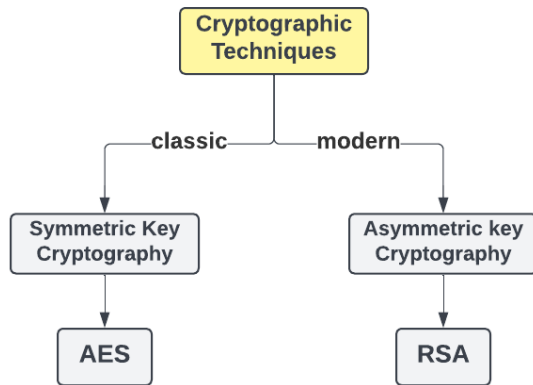 Cryptographic
Techniques
classic
modern
Symmetric Key
Cryptography
Asymmetric key
Cryptography
AES
RSA